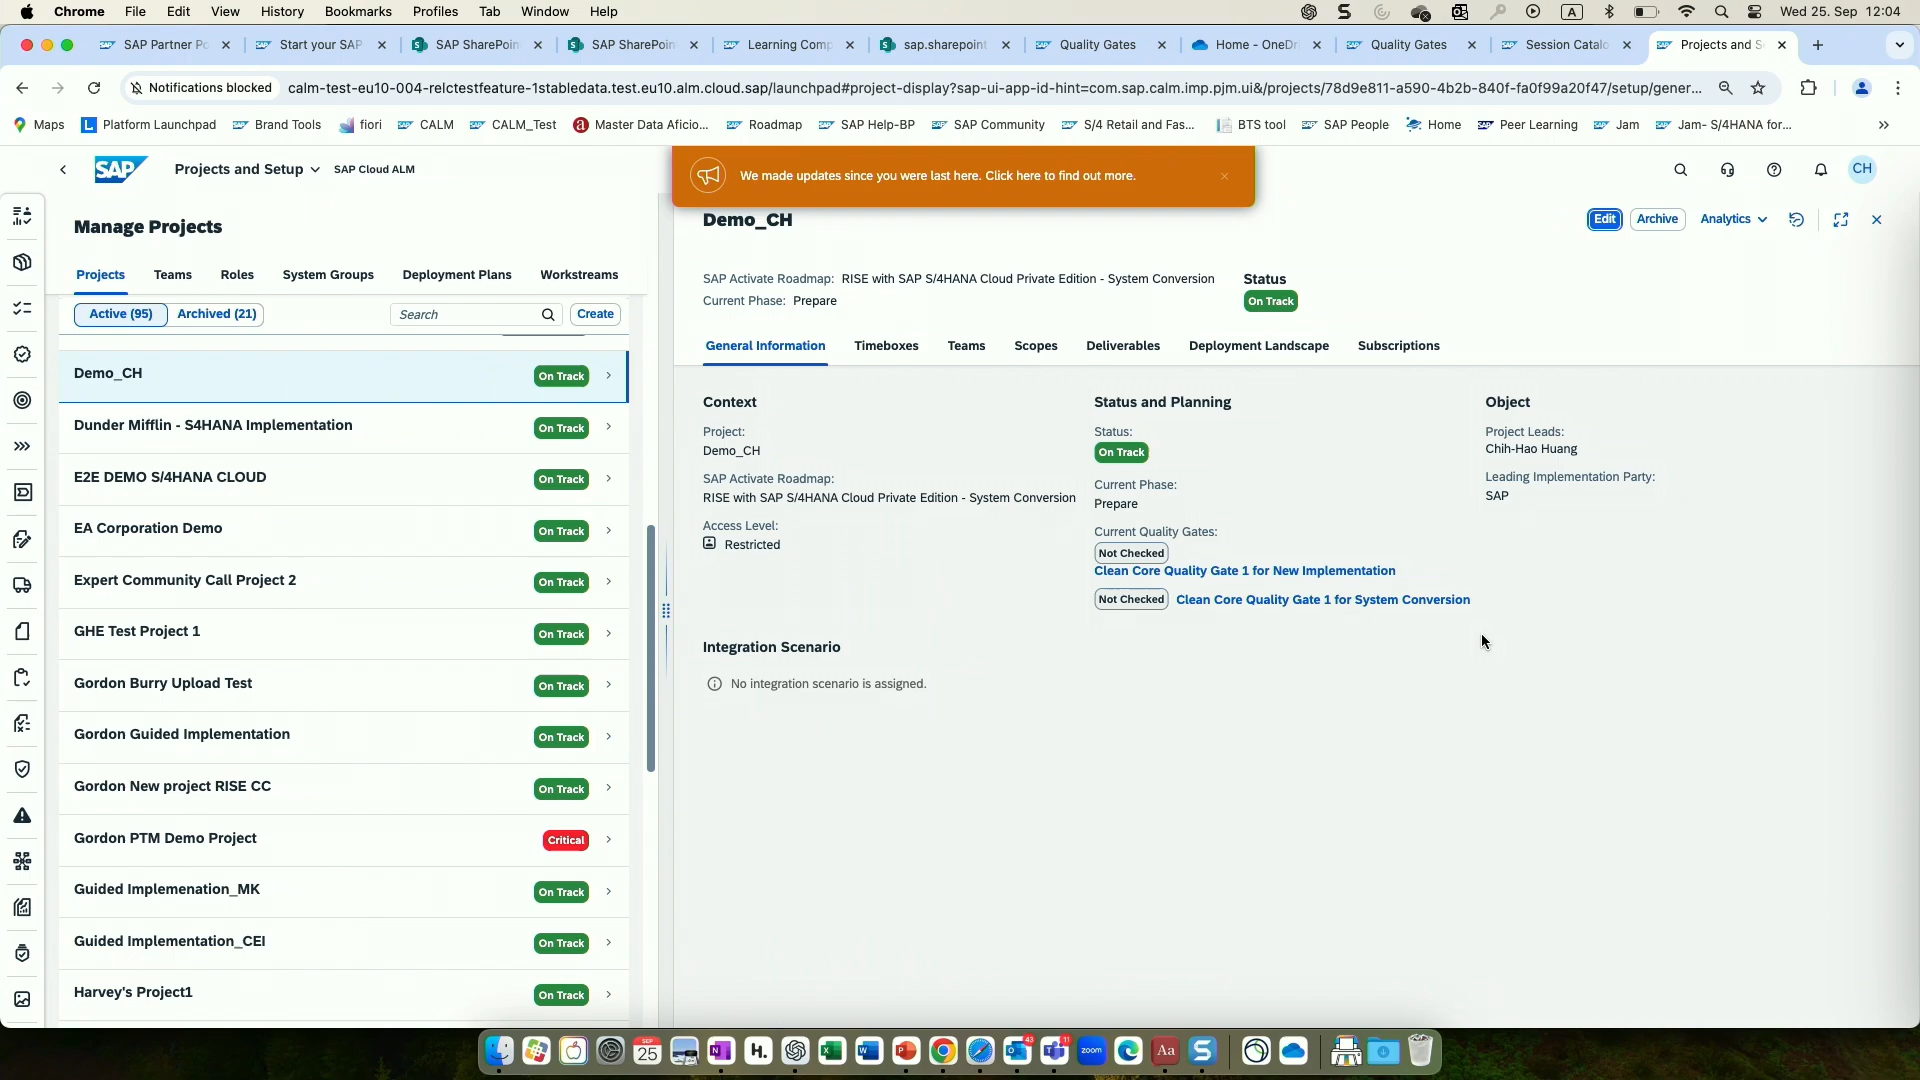 Chrome File Edit View History Bookmarks Profiles Tab Window Help
A Wed 25. Sep 12:04
SAP Partner Po Start your SAP SAP SharePoin SAP SharePoin Learning Comp sap.sharepoint Quality Gates Home - OneDri Quality Gates Session Catalo Projects and S
Notifications blocked calm-test-eu10-004-relctestfeature-1stabledata.test.eu10.alm.cloud.sap/launchpad#project-display?sap-ui-app-id-hint=com.sap.calm.imp.pjm.ui&/projects/78d9e811-a590-4b2b-840f-fa0f99a20f47/setup/gener...
Maps Platform Launchpad Brand Tools fiori CALM CALM_Test Master Data Aficio... Roadmap SAP Help-BP SAP Community S/4 Retail and Fas... BTS tool SAP People Home Peer Learning Jam Jam- S/4HANA for...
SAP Projects and Setup SAP Cloud ALM
We made updates since you were last here. Click here to find out more.
CH
Manage Projects
Projects Teams Roles System Groups Deployment Plans Workstreams
Active (95) Archived (21) Search Create
Demo_CH On Track
Dunder Mifflin - S4HANA Implementation On Track
E2E DEMO S/4HANA CLOUD On Track
EA Corporation Demo On Track
Expert Community Call Project 2 On Track
GHE Test Project 1 On Track
Gordon Burry Upload Test On Track
Gordon Guided Implementation On Track
Gordon New project RISE CC On Track
Gordon PTM Demo Project Critical
Guided Implemenation_MK On Track
Guided Implementation_CEI On Track
Harvey's Project1 On Track
Demo_CH
Edit Archive Analytics
SAP Activate Roadmap: RISE with SAP S/4HANA Cloud Private Edition - System Conversion
Current Phase: Prepare
Status
On Track
General Information Timeboxes Teams Scopes Deliverables Deployment Landscape Subscriptions
Context
Project:
Demo_CH
SAP Activate Roadmap:
RISE with SAP S/4HANA Cloud Private Edition - System Conversion
Access Level:
Restricted
Status and Planning
Status:
On Track
Current Phase:
Prepare
Current Quality Gates:
Not Checked
Clean Core Quality Gate 1 for New Implementation
Not Checked Clean Core Quality Gate 1 for System Conversion
Object
Project Leads:
Chih-Hao Huang
Leading Implementation Party:
SAP
Integration Scenario
No integration scenario is assigned.
SEP
25
h.
43
11
zoom
Aa